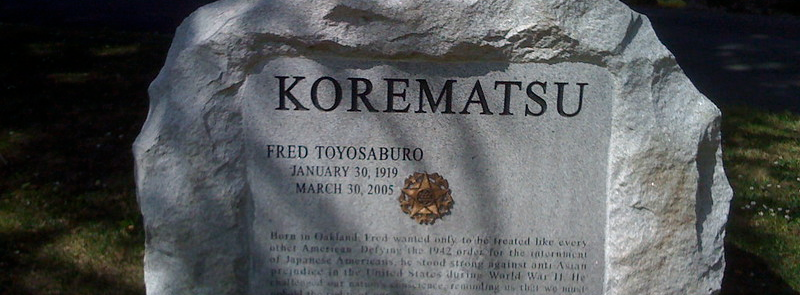 KOREMATSU
FRED TOYOSABURO
JANUARY 30, 1919
MARCH 30, 2005
Born in Oakland, Fred wanted only to be treated like every
other American. Defying the 1942 order for the internment
of Japanese Americans, he stood strong against anti-Asian
prejudice in the United States during World War II. He
challenged our nation's conscience, reminding us that we must